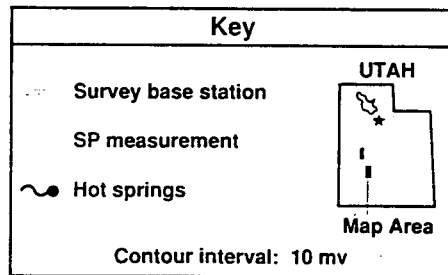 Key
UTAH
Survey base station
SP measurement
Hot springs
Map Area
Contour interval: 10 mv